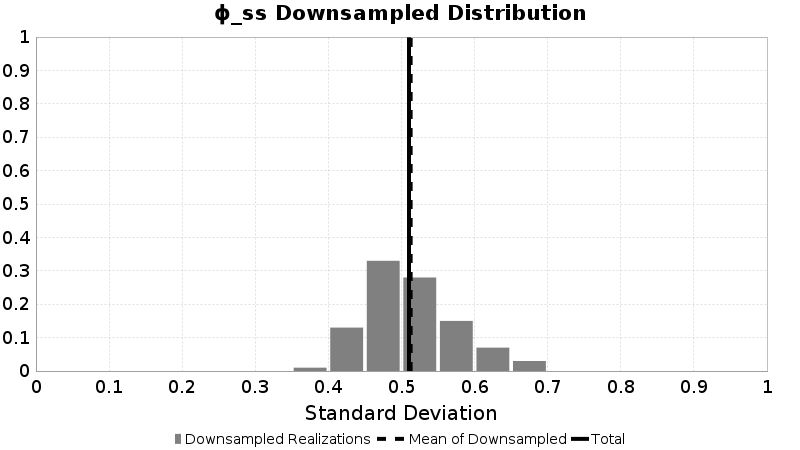 ϕ_ss Downsampled Distribution
1
0.9
0.8
0.7
0.6
0.5
0.4
0.3
0.2
0.1
0
0 0.1 0.2 0.3 0.4 0.5 0.6 0.7 0.8 0.9 1
Standard Deviation
Downsampled Realizations Mean of Downsampled Total